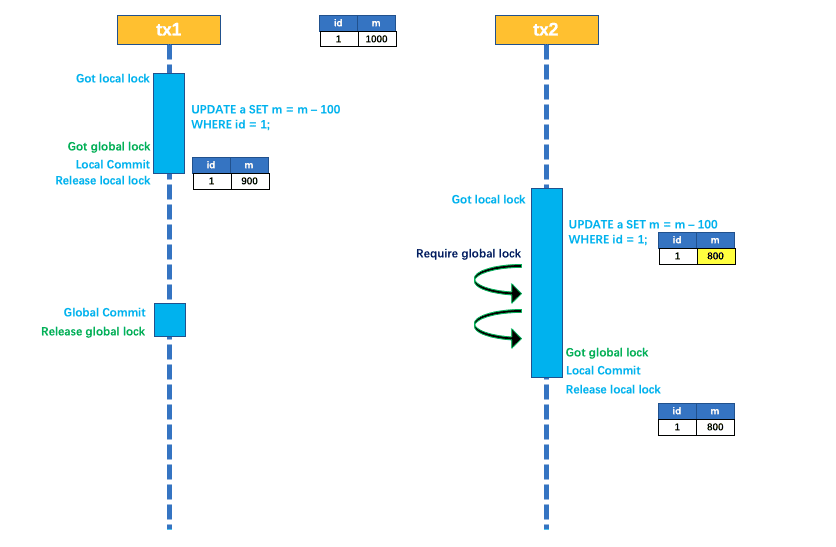 tx1
id m
1 1000
tx2
Got local lock
UPDATE a SET m = m – 100
WHERE id = 1;
Got global lock
Local Commit
Release local lock
id m
1 900
Got local lock
UPDATE a SET m = m – 100
WHERE id = 1;
id m
1 800
Require global lock
Global Commit
Release global lock
Got global lock
Local Commit
Release local lock
id m
1 800